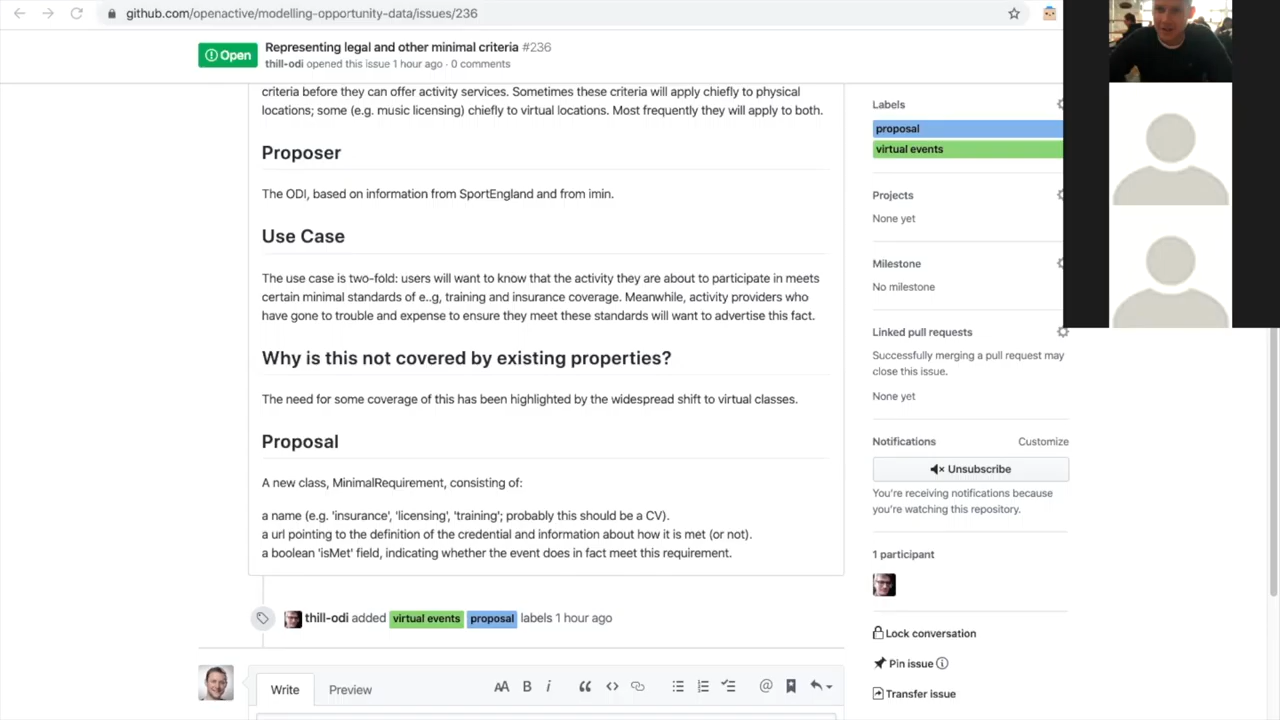 github.com/openactive/modelling-opportunity-data/issues/236
Open
Representing legal and other minimal criteria #236
thill-odi opened this issue 1 hour ago · 0 comments
criteria before they can offer activity services. Sometimes these criteria will apply chiefly to physical
locations; some (e.g. music licensing) chiefly to virtual locations. Most frequently they will apply to both.
Proposer
The ODI, based on information from SportEngland and from imin.
Use Case
The use case is two-fold: users will want to know that the activity they are about to participate in meets
certain minimal standards of e..g, training and insurance coverage. Meanwhile, activity providers who
have gone to trouble and expense to ensure they meet these standards will want to advertise this fact.
Why is this not covered by existing properties?
The need for some coverage of this has been highlighted by the widespread shift to virtual classes.
Proposal
A new class, MinimalRequirement, consisting of:
a name (e.g. 'insurance', 'licensing', 'training'; probably this should be a CV).
a url pointing to the definition of the credential and information about how it is met (or not).
a boolean 'isMet' field, indicating whether the event does in fact meet this requirement.
thill-odi added virtual events proposal labels 1 hour ago
Write Preview AA B i
Labels
proposal
virtual events
Projects
None yet
Milestone
No milestone
Linked pull requests
Successfully merging a pull request may
close this issue.
None yet
Notifications Customize
Unsubscribe
You're receiving notifications because
you're watching this repository.
1 participant
Lock conversation
Pin issue
Transfer issue